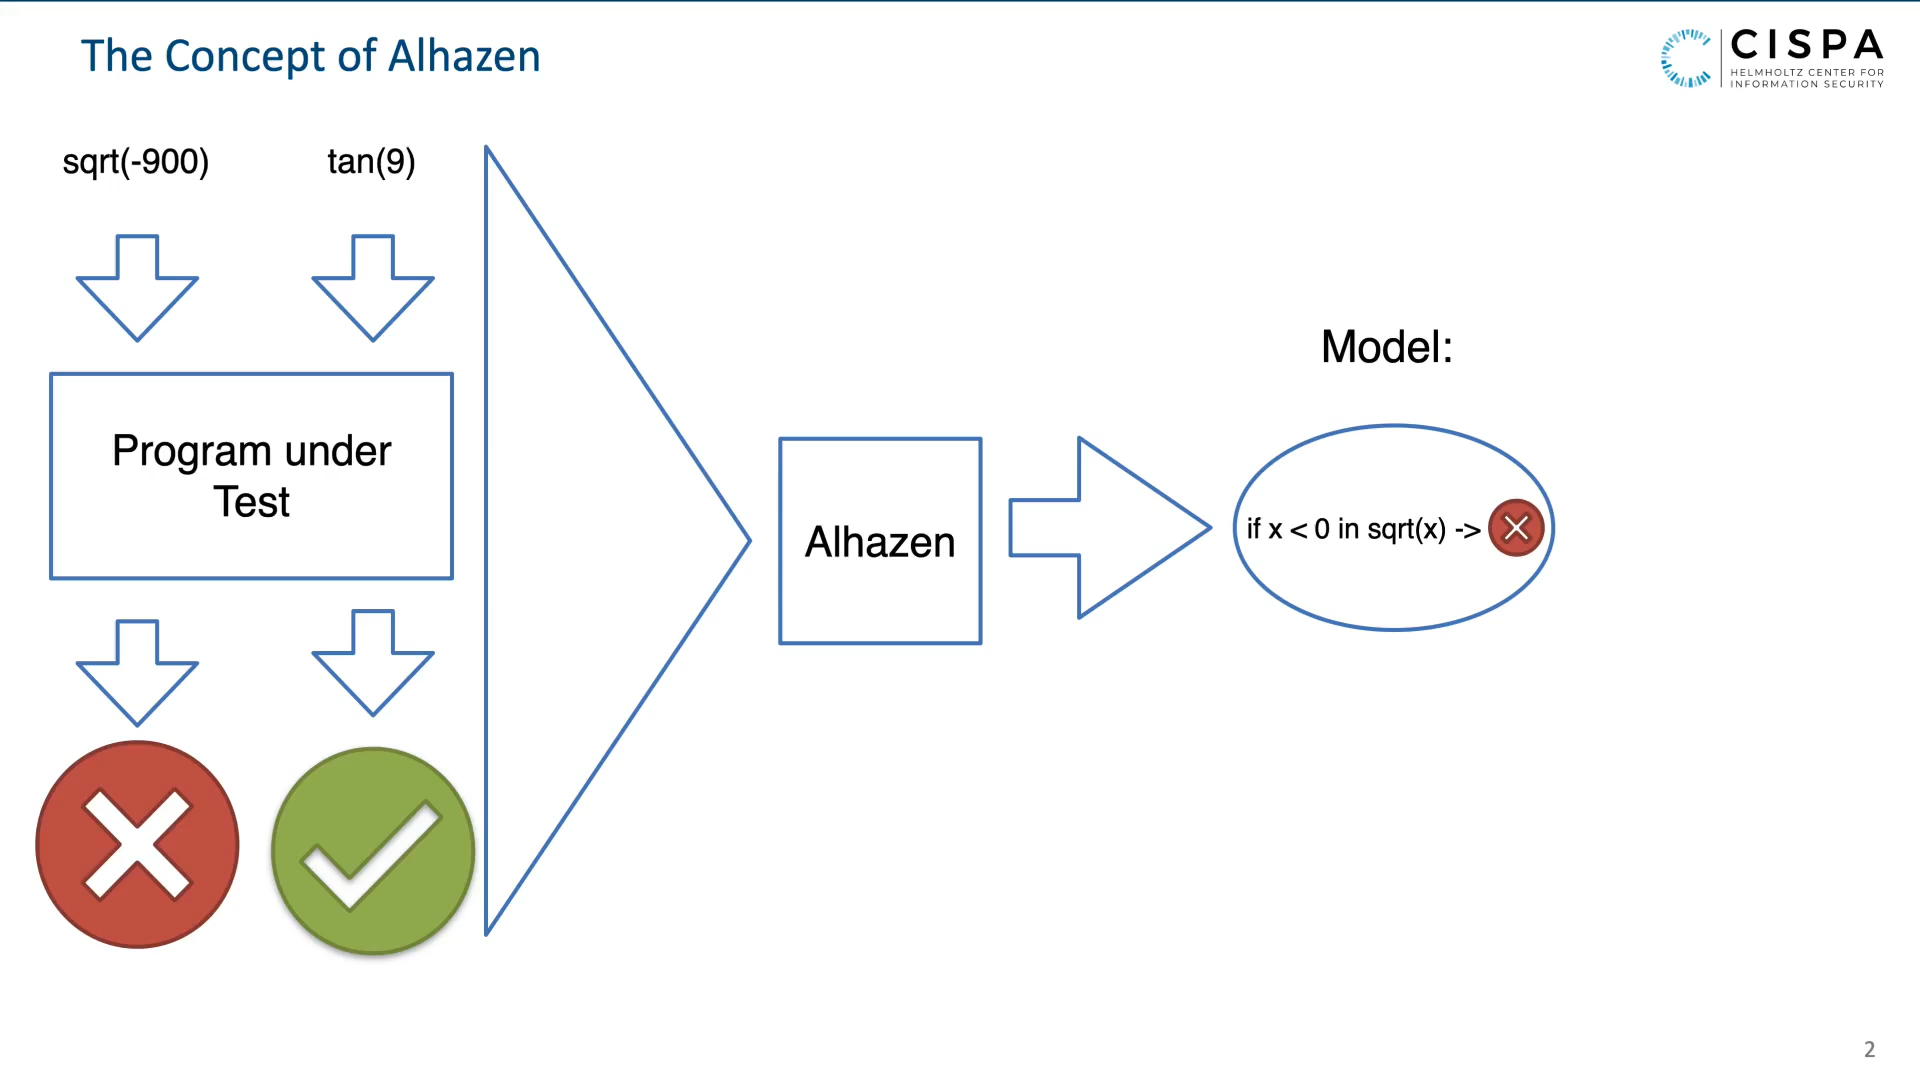 The Concept of Alhazen
CISPA
HELMHOLTZ CENTER FOR
INFORMATION SECURITY
sqrt(-900)
tan(9)
Program under
Test
Alhazen
Model:
if x < 0 in sqrt(x) ->
2